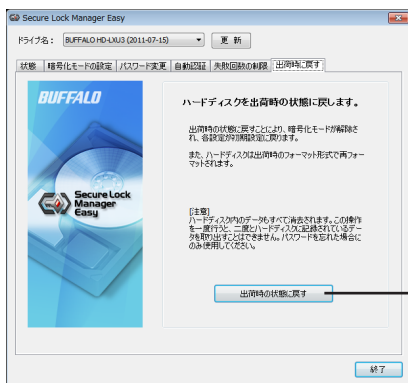 Secure Lock Manager Easy
ドライブ名： BUFFALO HD-LXU3 (2011-07-15) 更 新
状態 暗号化モードの設定 パスワード変更 自動認証 失敗回数の制限 出荷時に戻す
BUFFALO
ハードディスクを出荷時の状態に戻します。
出荷時の状態に戻すことにより、暗号化モードが解除さ
れ、各設定が初期設定に戻ります。
また、ハードディスクは出荷時のフォーマット形式で再フォー
マットされます。
Secure Lock
Manager
Easy
[注意]
ハードディスク内のデータもすべて消去されます。この操作
を一度行うと、二度とハードディスクに記録されているデー
タを取り出すことはできません。パスワードを忘れた場合に
のみ使用してください。
出荷時の状態に戻す
終了